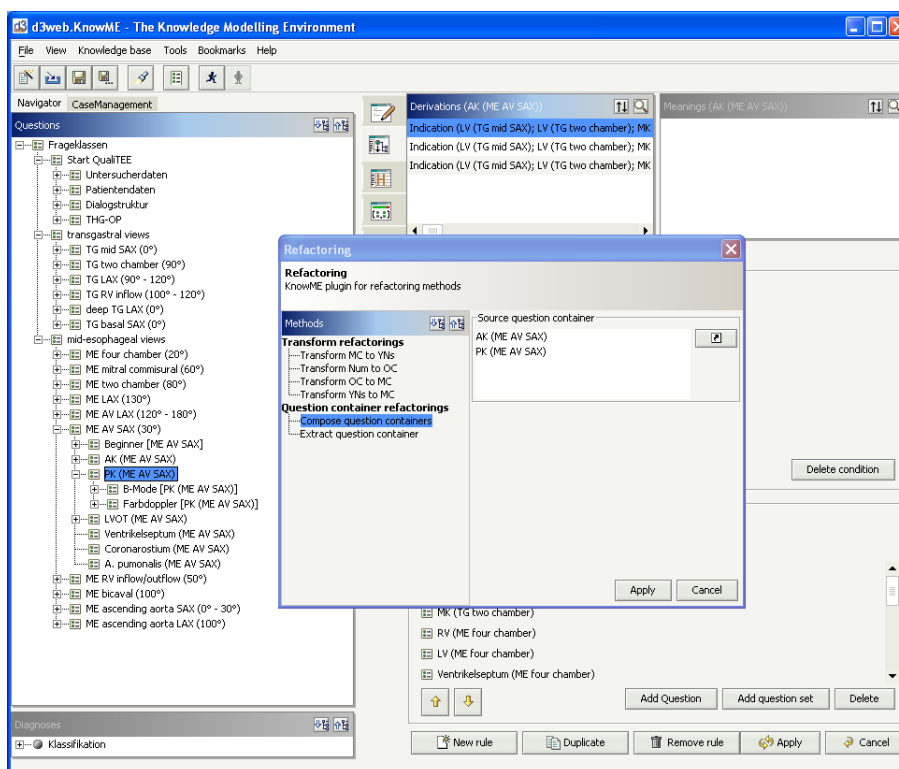 d3 d3web.KnowME - The Knowledge Modelling Environment
File View Knowledge base Tools Bookmarks Help
Navigator CaseManagement
Questions
Frageklassen
Start QualiTEE
Untersucherdaten
Patientendaten
Dialogstruktur
THG-OP
transgastral views
TG mid SAX (0°)
TG two chamber (90°)
TG LAX (90° - 120°)
TG RV inflow (100° - 120°)
deep TG LAX (0°)
TG basal SAX (0°)
mid-esophageal views
ME four chamber (20°)
ME mitral commisural (60°)
ME two chamber (80°)
ME LAX (130°)
ME AV LAX (120° - 180°)
ME AV SAX (30°)
Beginner [ME AV SAX]
AK (ME AV SAX)
PK (ME AV SAX)
B-Mode [PK (ME AV SAX)]
Farbdoppler [PK (ME AV SAX)]
LVOT (ME AV SAX)
Ventrikelseptum (ME AV SAX)
Coronarostium (ME AV SAX)
A. pumonalis (ME AV SAX)
ME RV inflow/outflow (50°)
ME bicaval (100°)
ME ascending aorta SAX (0° - 30°)
ME ascending aorta LAX (100°)
Diagnoses
Klassifikation
Derivations (AK (ME AV SAX))
Indication (LV (TG mid SAX); LV (TG two chamber); MK
Indication (LV (TG mid SAX); LV (TG two chamber); MK
Indication (LV (TG mid SAX); LV (TG two chamber); MK
Meanings (AK (ME AV SAX))
Refactoring
Refactoring
KnowME plugin for refactoring methods
Methods
Transform refactorings
Transform MC to YNs
Transform Num to OC
Transform OC to MC
Transform YNs to MC
Question container refactorings
Compose question containers
Extract question container
Source question container
AK (ME AV SAX)
PK (ME AV SAX)
Apply Cancel
Delete condition
MK (TG two chamber)
RV (ME four chamber)
LV (ME four chamber)
Ventrikelseptum (ME four chamber)
Add Question Add question set Delete
New rule Duplicate Remove rule Apply Cancel